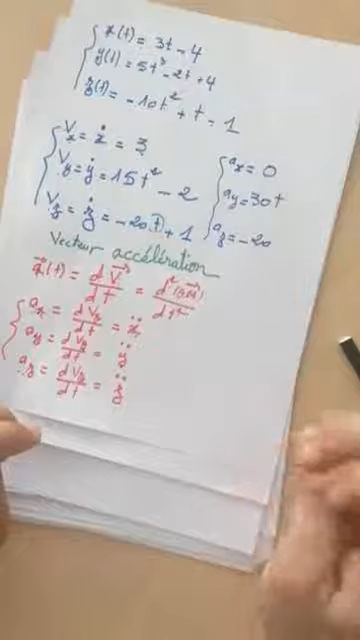 x(t) = 3t - 4
y(t) = 5t³ - 2t + 4
z(t) = -10t² + t - 1
Vx = ẋ = 3
Vy = ẏ = 15t² - 2
Vz = ż = -20t + 1
ax = 0
ay = 30t
az = -20
Vecteur accélération
a⃗(t) = dV⃗/dt = d²(OM⃗)/dt²
ax = dVx/dt = ẍ
ay = dVy/dt = ÿ
az = dVz/dt = z̈